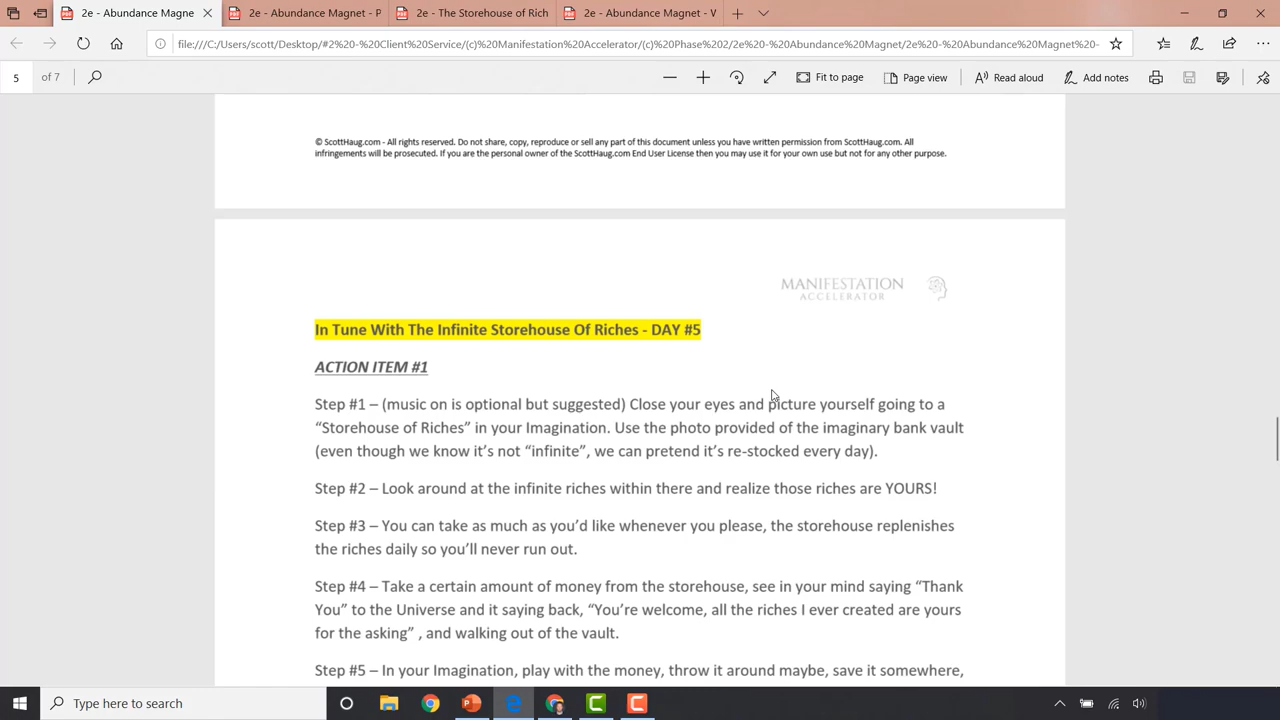 2e - Abundance Magne
2e - Abundance Magnet - P
2e - The Storehouse of Rich
2e - Abundance Magnet - V
file:///C:/Users/scott/Desktop/#2%20-%20Client%20Service/(c)%20Manifestation%20Accelerator/(c)%20Phase%202/2e%20-%20Abundance%20Magnet/2e%20-%20Abundance%20Magnet%20-
5 of 7
Fit to page
Page view
Read aloud
Add notes
© ScottHaug.com - All rights reserved. Do not share, copy, reproduce or sell any part of this document unless you have written permission from ScottHaug.com. All
infringements will be prosecuted. If you are the personal owner of the ScottHaug.com End User License then you may use it for your own use but not for any other purpose.
MANIFESTATION
ACCELERATOR
In Tune With The Infinite Storehouse Of Riches - DAY #5
ACTION ITEM #1
Step #1 – (music on is optional but suggested) Close your eyes and picture yourself going to a
“Storehouse of Riches” in your Imagination. Use the photo provided of the imaginary bank vault
(even though we know it’s not “infinite”, we can pretend it’s re-stocked every day).
Step #2 – Look around at the infinite riches within there and realize those riches are YOURS!
Step #3 – You can take as much as you’d like whenever you please, the storehouse replenishes
the riches daily so you’ll never run out.
Step #4 – Take a certain amount of money from the storehouse, see in your mind saying “Thank
You” to the Universe and it saying back, “You’re welcome, all the riches I ever created are yours
for the asking” , and walking out of the vault.
Step #5 – In your Imagination, play with the money, throw it around maybe, save it somewhere,
Type here to search